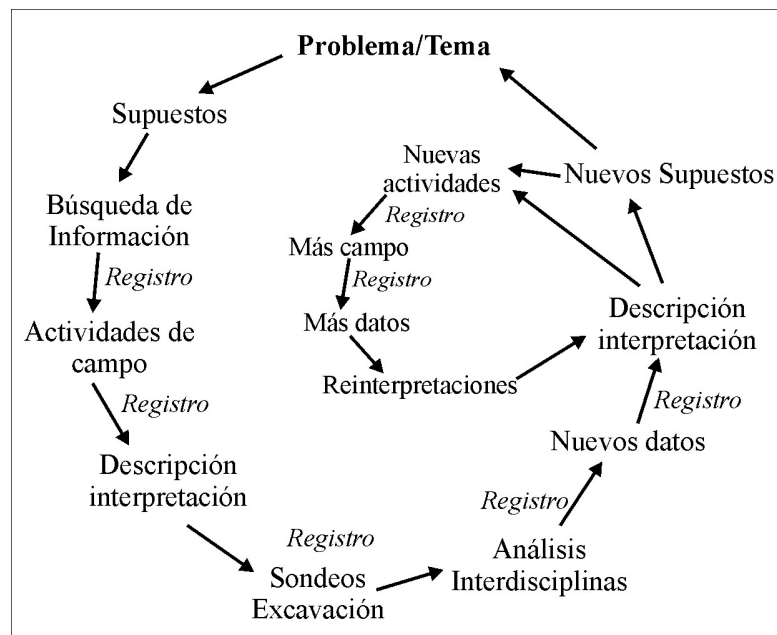 Problema/Tema
Supuestos
Búsqueda de
Información
Registro
Actividades de
campo
Registro
Descripción
interpretación
Registro
Sondeos
Excavación
Análisis
Interdisciplinas
Registro
Nuevos datos
Registro
Descripción
interpretación
Nuevos Supuestos
Nuevas
actividades
Registro
Más campo
Registro
Más datos
Reinterpretaciones